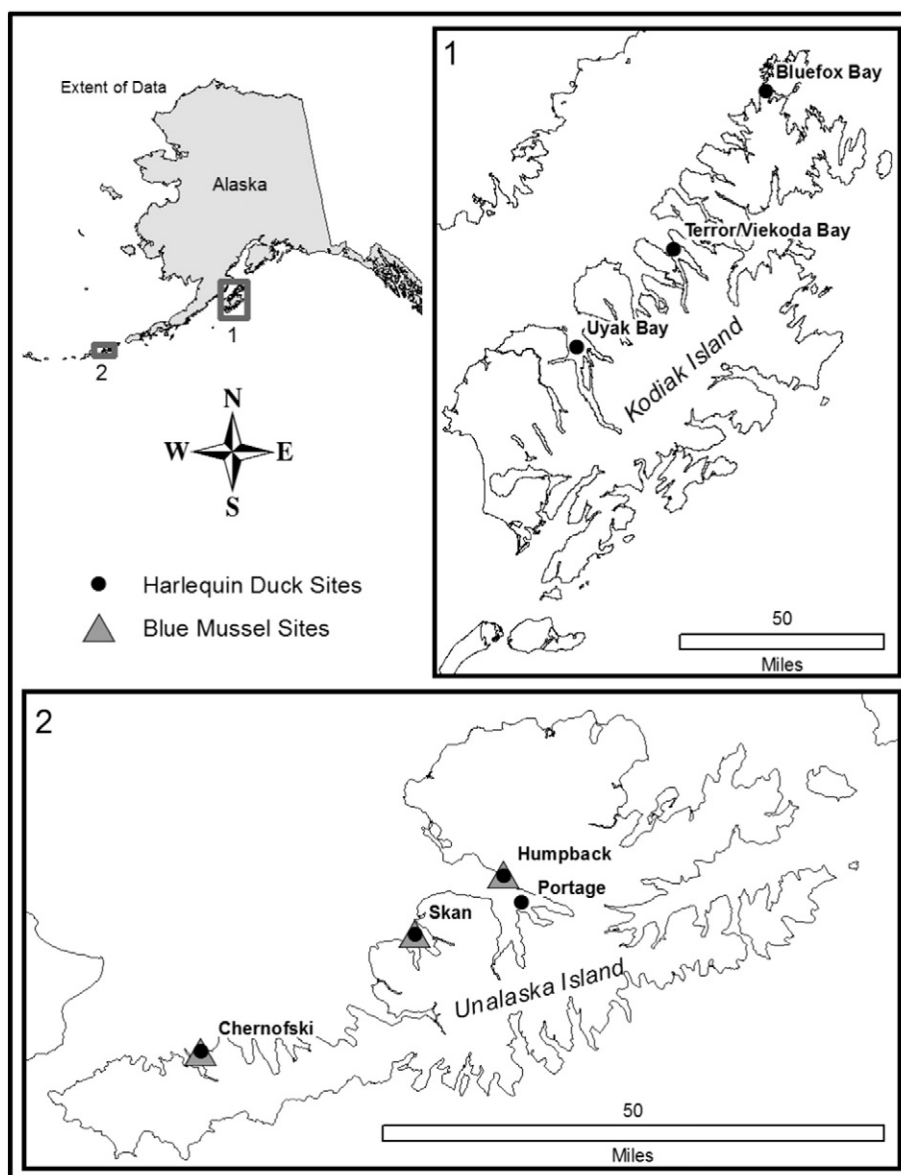 Extent of Data
Alaska
1
2
N
W
E
S
Harlequin Duck Sites
Blue Mussel Sites
1
Bluefox Bay
Terror/Viekoda Bay
Uyak Bay
Kodiak Island
50
Miles
2
Humpback
Portage
Skan
Unalaska Island
Chernofski
50
Miles